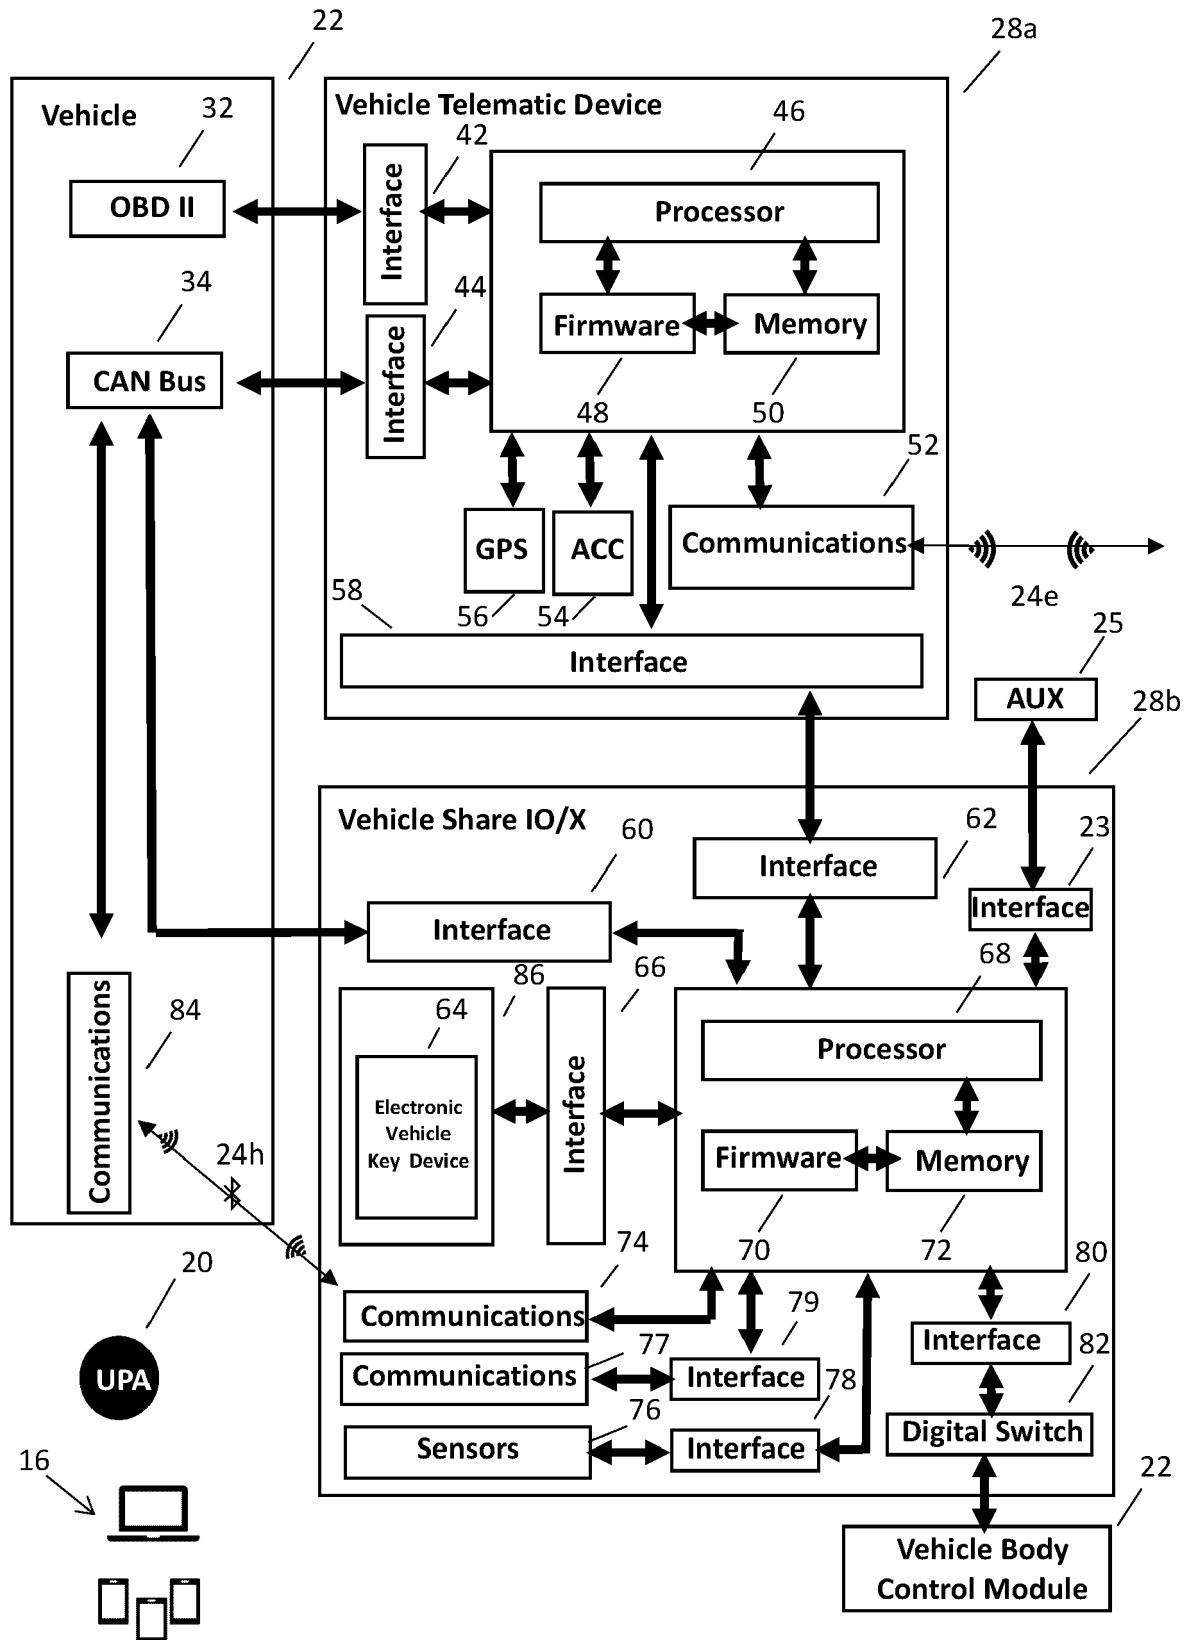 22
28a
Vehicle
32
OBD II
34
CAN Bus
Vehicle Telematic Device
42
Interface
44
Interface
46
Processor
Firmware
Memory
48
50
52
GPS
ACC
Communications
56
54
58
Interface
24e
25
AUX
28b
Vehicle Share IO/X
60
Interface
62
Interface
23
Interface
84
Communications
24h
86
64
Electronic
Vehicle
Key Device
66
Interface
68
Processor
Firmware
Memory
70
72
74
Communications
77
Communications
79
Interface
76
Sensors
78
Interface
80
Interface
82
Digital Switch
22
Vehicle Body
Control Module
20
UPA
16